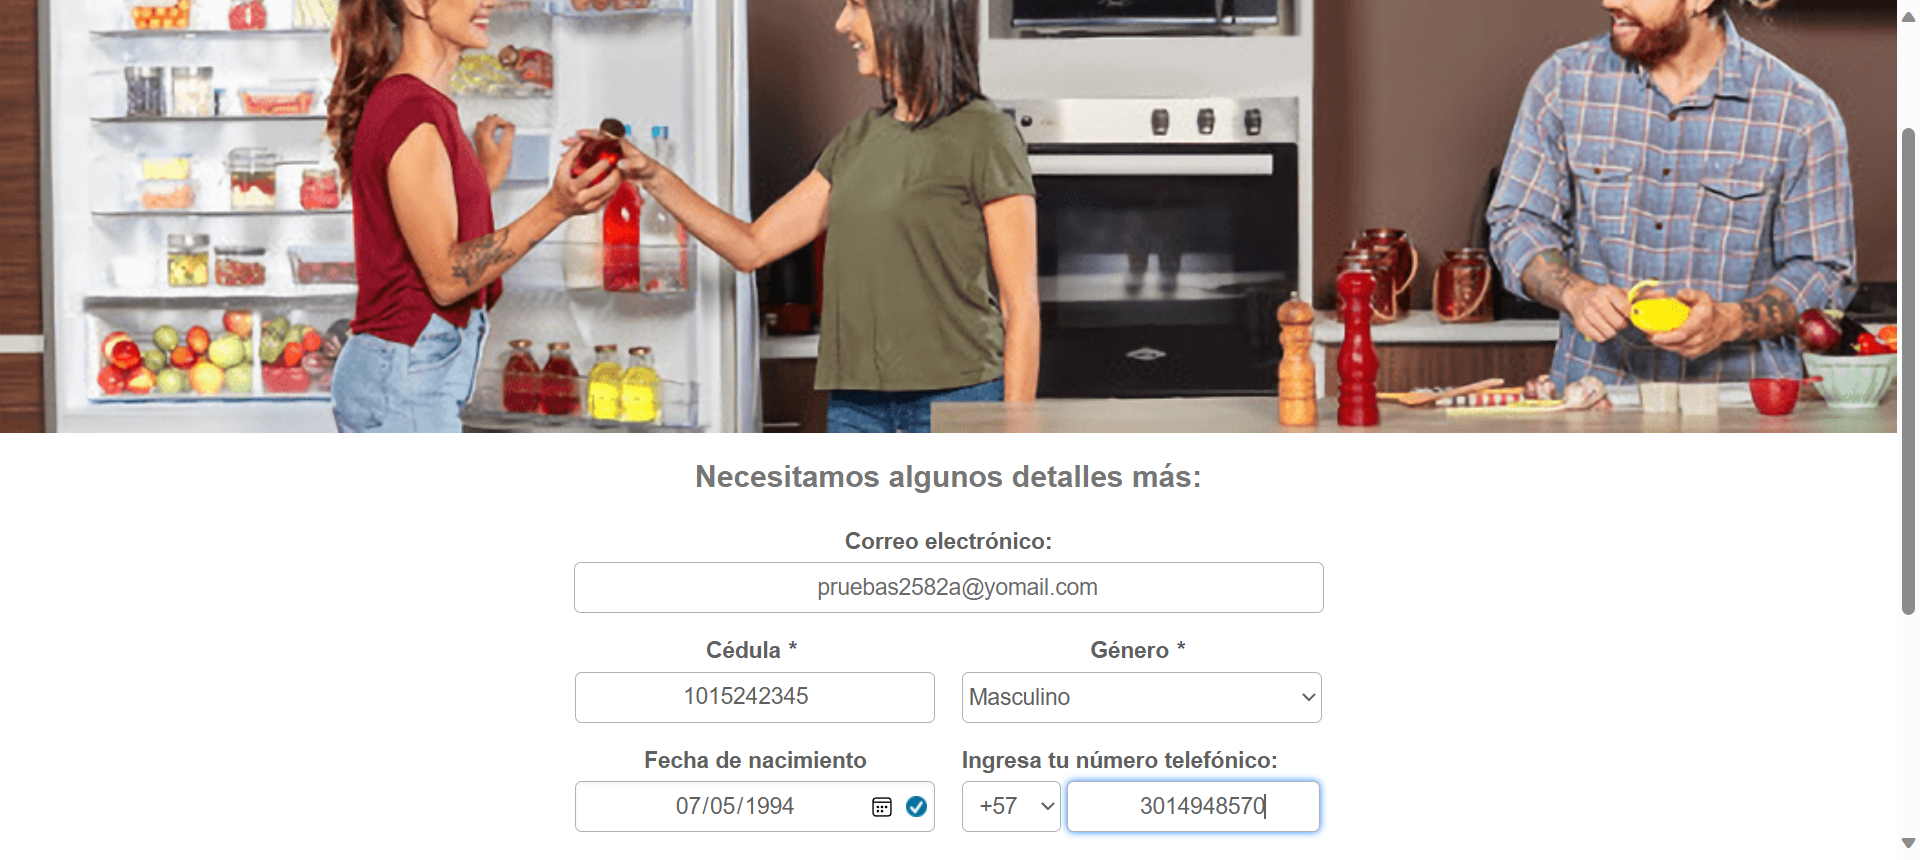 Necesitamos algunos detalles más:
Correo electrónico:
pruebas2582a@yomail.com
Cédula * Género *
1015242345 Masculino
Fecha de nacimiento Ingresa tu número telefónico:
07/05/1994 +57 3014948570